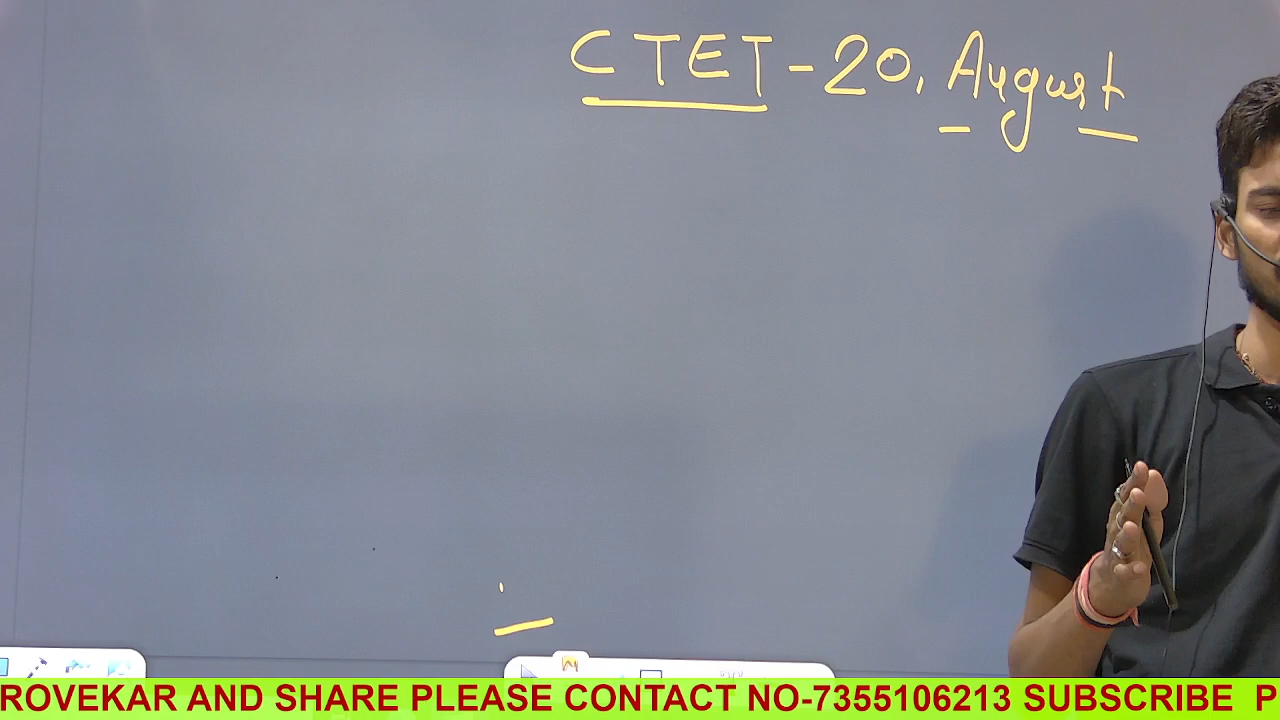 CTET - 20, August
ROVEKAR AND SHARE PLEASE CONTACT NO-7355106213 SUBSCRIBE P